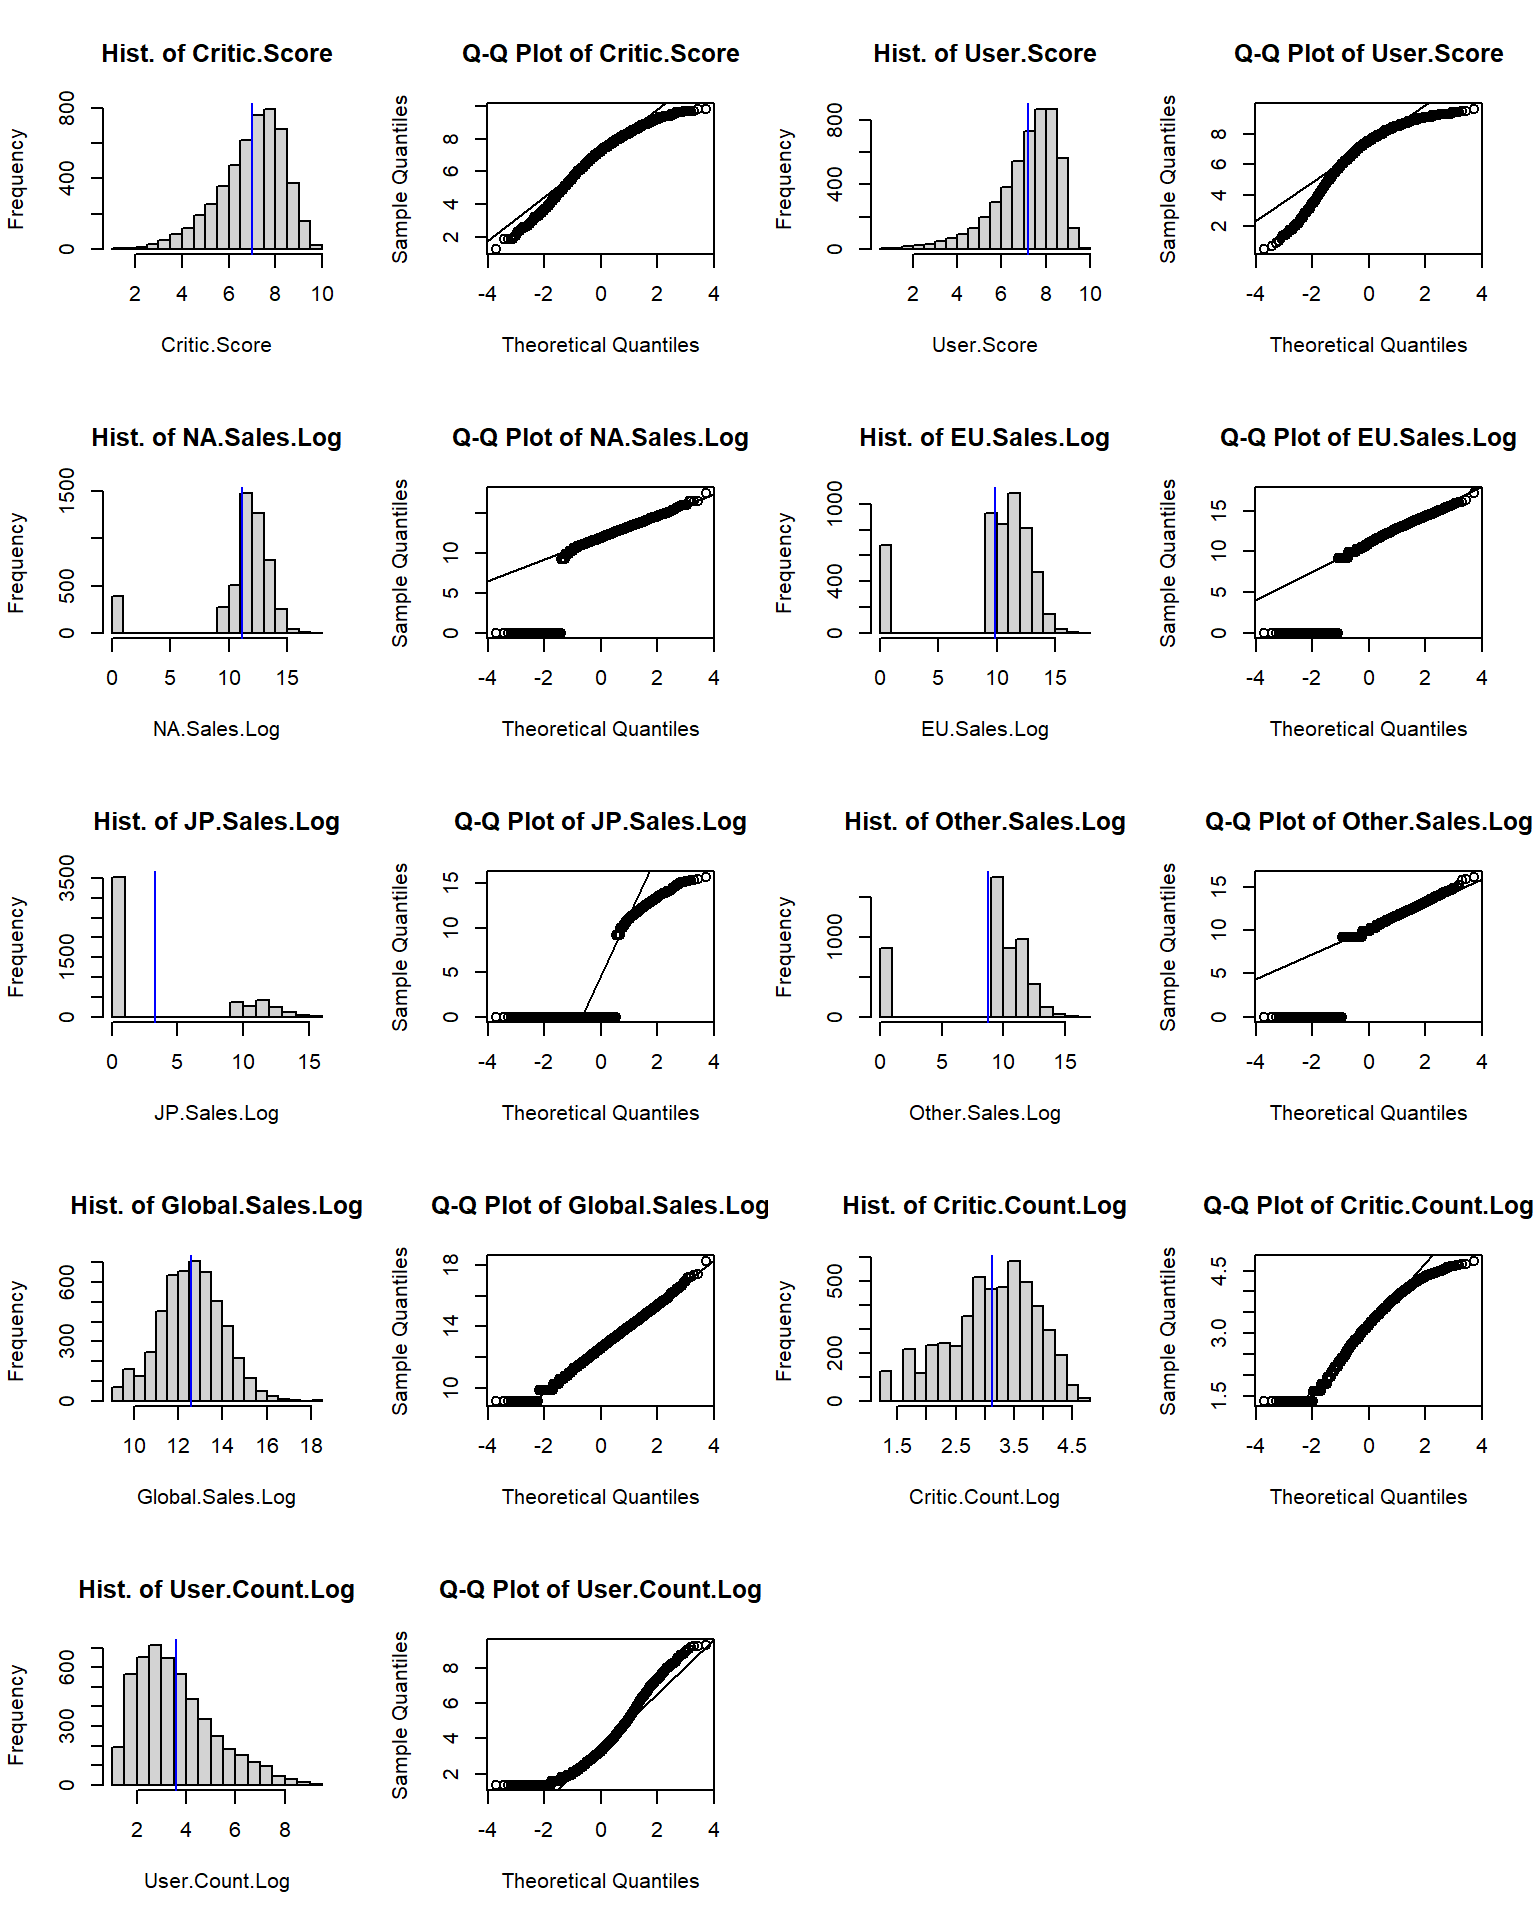 Hist. of Critic.Score
Frequency
0 400 800
2 4 6 8 10
Critic.Score
Q-Q Plot of Critic.Score
Sample Quantiles
2 4 6 8
-4 -2 0 2 4
Theoretical Quantiles
Hist. of User.Score
Frequency
0 400 800
2 4 6 8 10
User.Score
Q-Q Plot of User.Score
Sample Quantiles
2 4 6 8
-4 -2 0 2 4
Theoretical Quantiles
Hist. of NA.Sales.Log
Frequency
0 500 1500
0 5 10 15
NA.Sales.Log
Q-Q Plot of NA.Sales.Log
Sample Quantiles
0 5 10
-4 -2 0 2 4
Theoretical Quantiles
Hist. of EU.Sales.Log
Frequency
0 400 1000
0 5 10 15
EU.Sales.Log
Q-Q Plot of EU.Sales.Log
Sample Quantiles
0 5 10 15
-4 -2 0 2 4
Theoretical Quantiles
Hist. of JP.Sales.Log
Frequency
0 1500 3500
0 5 10 15
JP.Sales.Log
Q-Q Plot of JP.Sales.Log
Sample Quantiles
0 5 10 15
-4 -2 0 2 4
Theoretical Quantiles
Hist. of Other.Sales.Log
Frequency
0 1000
0 5 10 15
Other.Sales.Log
Q-Q Plot of Other.Sales.Log
Sample Quantiles
0 5 10 15
-4 -2 0 2 4
Theoretical Quantiles
Hist. of Global.Sales.Log
Frequency
0 300 600
10 12 14 16 18
Global.Sales.Log
Q-Q Plot of Global.Sales.Log
Sample Quantiles
10 14 18
-4 -2 0 2 4
Theoretical Quantiles
Hist. of Critic.Count.Log
Frequency
0 200 500
1.5 2.5 3.5 4.5
Critic.Count.Log
Q-Q Plot of Critic.Count.Log
Sample Quantiles
1.5 3.0 4.5
-4 -2 0 2 4
Theoretical Quantiles
Hist. of User.Count.Log
Frequency
0 300 600
2 4 6 8
User.Count.Log
Q-Q Plot of User.Count.Log
Sample Quantiles
2 4 6 8
-4 -2 0 2 4
Theoretical Quantiles